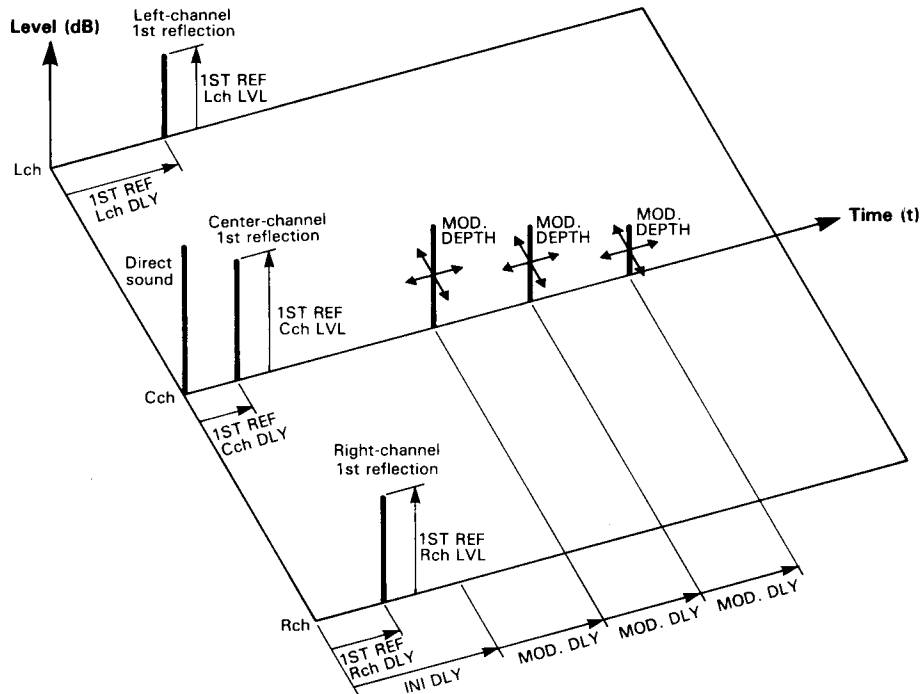 Level (dB)
Left-channel
1st reflection
1ST REF
Lch LVL
Lch
1ST REF
Lch DLY
Center-channel
1st reflection
MOD.
DEPTH
MOD.
DEPTH
MOD.
DEPTH
Time (t)
Direct
sound
1ST REF
Cch LVL
Cch
1ST REF
Cch DLY
Right-channel
1st reflection
1ST REF
Rch LVL
Rch
1ST REF
Rch DLY
INI DLY
MOD. DLY
MOD. DLY
MOD. DLY